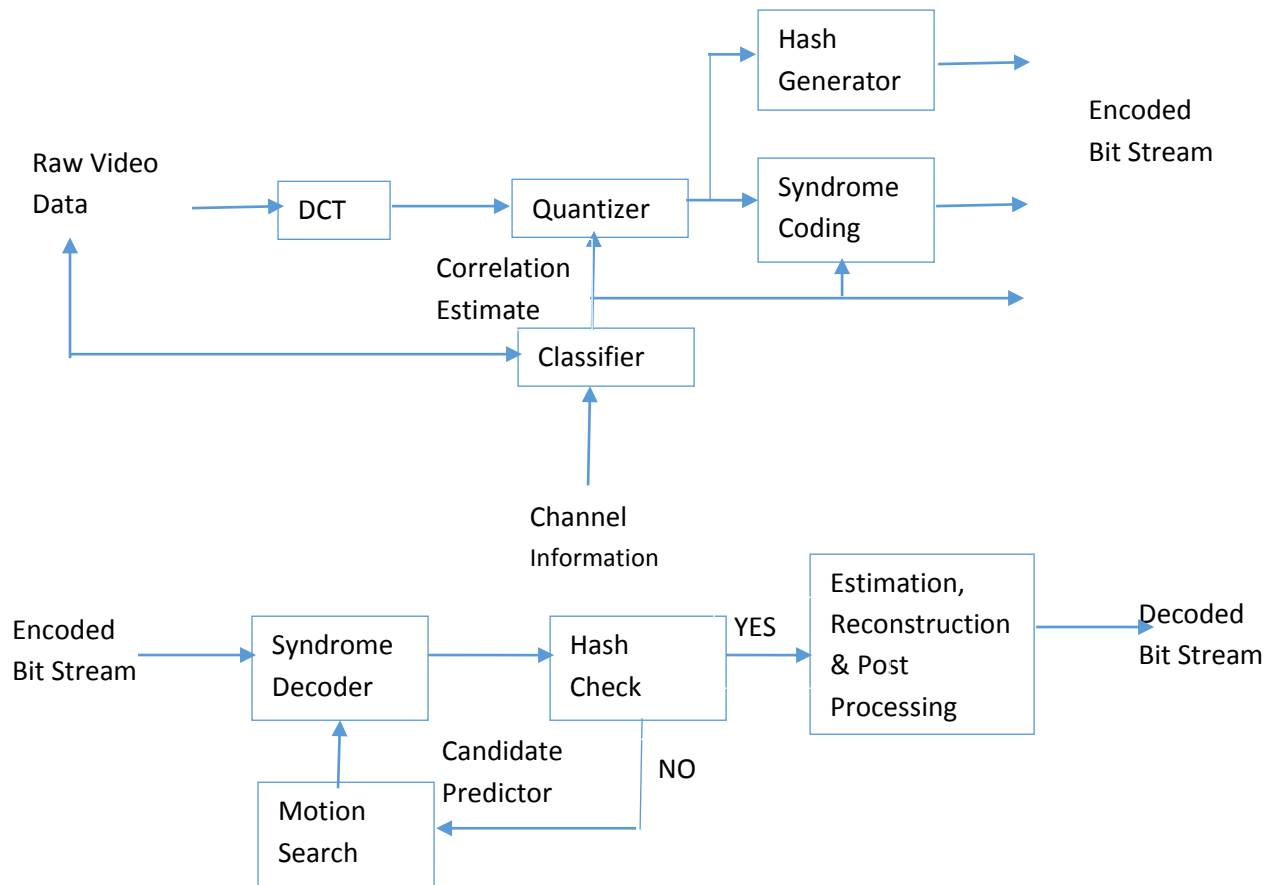 Hash
Generator
Encoded
Bit Stream
Raw Video
Data
DCT
Quantizer
Syndrome
Coding
Correlation
Estimate
Classifier
Channel
Information
Encoded
Bit Stream
Syndrome
Decoder
Hash
Check
YES
Estimation,
Reconstruction
& Post
Processing
Decoded
Bit Stream
Candidate
Predictor
NO
Motion
Search